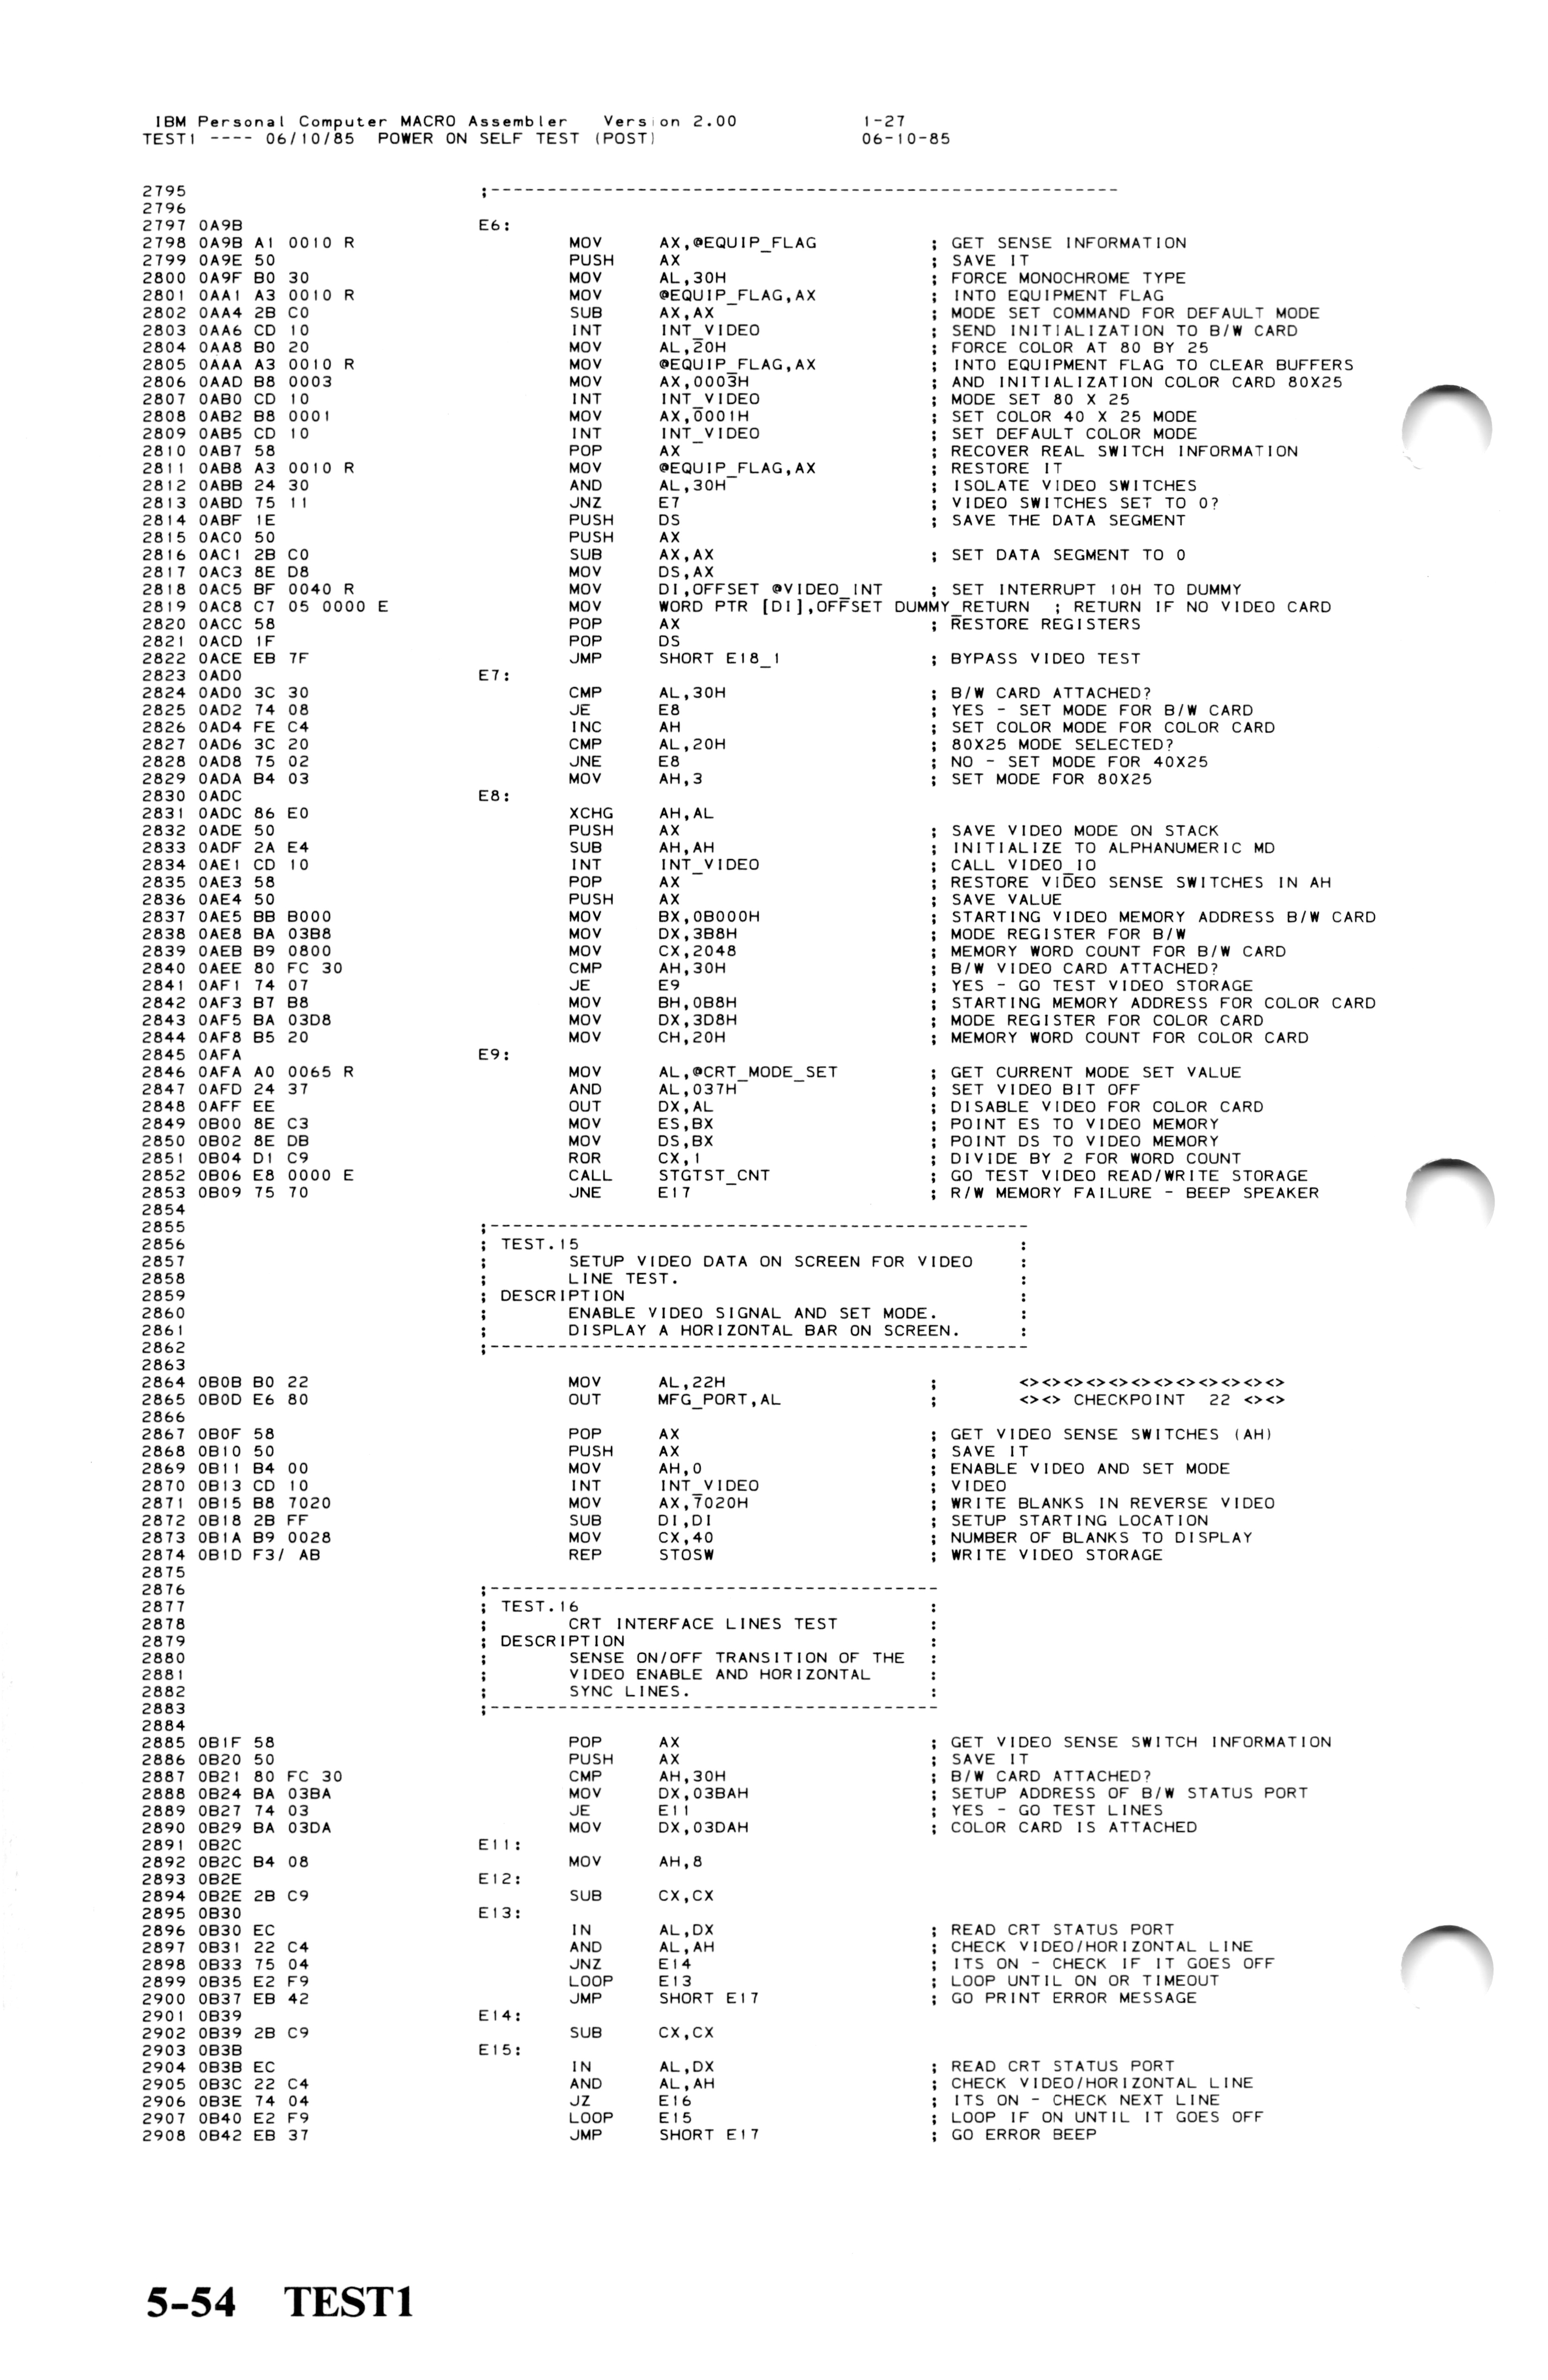 IBM Personal Computer MACRO Assembler   Version 2.00          1-27
TEST1 ---- 06/10/85  POWER ON SELF TEST (POST)                06-10-85
2795                          ;--------------------------------------------------------
2796
2797 0A9B                     E6:
2798 0A9B A1 0010 R                   MOV     AX,@EQUIP_FLAG          ; GET SENSE INFORMATION
2799 0A9E 50                          PUSH    AX                      ; SAVE IT
2800 0A9F B0 30                       MOV     AL,30H                  ; FORCE MONOCHROME TYPE
2801 0AA1 A3 0010 R                   MOV     @EQUIP_FLAG,AX          ; INTO EQUIPMENT FLAG
2802 0AA4 2B C0                       SUB     AX,AX                   ; MODE SET COMMAND FOR DEFAULT MODE
2803 0AA6 CD 10                       INT     INT_VIDEO               ; SEND INITIALIZATION TO B/W CARD
2804 0AA8 B0 20                       MOV     AL,20H                  ; FORCE COLOR AT 80 BY 25
2805 0AAA A3 0010 R                   MOV     @EQUIP_FLAG,AX          ; INTO EQUIPMENT FLAG TO CLEAR BUFFERS
2806 0AAD B8 0003                     MOV     AX,0003H                ; AND INITIALIZATION COLOR CARD 80X25
2807 0AB0 CD 10                       INT     INT_VIDEO               ; MODE SET 80 X 25
2808 0AB2 B8 0001                     MOV     AX,0001H                ; SET COLOR 40 X 25 MODE
2809 0AB5 CD 10                       INT     INT_VIDEO               ; SET DEFAULT COLOR MODE
2810 0AB7 58                          POP     AX                      ; RECOVER REAL SWITCH INFORMATION
2811 0AB8 A3 0010 R                   MOV     @EQUIP_FLAG,AX          ; RESTORE IT
2812 0ABB 24 30                       AND     AL,30H                  ; ISOLATE VIDEO SWITCHES
2813 0ABD 75 11                       JNZ     E7                      ; VIDEO SWITCHES SET TO 0?
2814 0ABF 1E                          PUSH    DS                      ; SAVE THE DATA SEGMENT
2815 0AC0 50                          PUSH    AX
2816 0AC1 2B C0                       SUB     AX,AX                   ; SET DATA SEGMENT TO 0
2817 0AC3 8E D8                       MOV     DS,AX
2818 0AC5 BF 0040 R                   MOV     DI,OFFSET @VIDEO_INT    ; SET INTERRUPT 10H TO DUMMY
2819 0AC8 C7 05 0000 E                MOV     WORD PTR [DI],OFFSET DUMMY_RETURN  ; RETURN IF NO VIDEO CARD
2820 0ACC 58                          POP     AX                      ; RESTORE REGISTERS
2821 0ACD 1F                          POP     DS
2822 0ACE EB 7F                       JMP     SHORT E18_1             ; BYPASS VIDEO TEST
2823 0AD0                     E7:
2824 0AD0 3C 30                       CMP     AL,30H                  ; B/W CARD ATTACHED?
2825 0AD2 74 08                       JE      E8                      ; YES - SET MODE FOR B/W CARD
2826 0AD4 FE C4                       INC     AH                      ; SET COLOR MODE FOR COLOR CARD
2827 0AD6 3C 20                       CMP     AL,20H                  ; 80X25 MODE SELECTED?
2828 0AD8 75 02                       JNE     E8                      ; NO - SET MODE FOR 40X25
2829 0ADA B4 03                       MOV     AH,3                    ; SET MODE FOR 80X25
2830 0ADC                     E8:
2831 0ADC 86 E0                       XCHG    AH,AL
2832 0ADE 50                          PUSH    AX                      ; SAVE VIDEO MODE ON STACK
2833 0ADF 2A E4                       SUB     AH,AH                   ; INITIALIZE TO ALPHANUMERIC MD
2834 0AE1 CD 10                       INT     INT_VIDEO               ; CALL VIDEO_IO
2835 0AE3 58                          POP     AX                      ; RESTORE VIDEO SENSE SWITCHES IN AH
2836 0AE4 50                          PUSH    AX                      ; SAVE VALUE
2837 0AE5 BB B000                     MOV     BX,0B000H               ; STARTING VIDEO MEMORY ADDRESS B/W CARD
2838 0AE8 BA 03B8                     MOV     DX,3B8H                 ; MODE REGISTER FOR B/W
2839 0AEB B9 0800                     MOV     CX,2048                 ; MEMORY WORD COUNT FOR B/W CARD
2840 0AEE 80 FC 30                    CMP     AH,30H                  ; B/W VIDEO CARD ATTACHED?
2841 0AF1 74 07                       JE      E9                      ; YES - GO TEST VIDEO STORAGE
2842 0AF3 B7 B8                       MOV     BH,0B8H                 ; STARTING MEMORY ADDRESS FOR COLOR CARD
2843 0AF5 BA 03D8                     MOV     DX,3D8H                 ; MODE REGISTER FOR COLOR CARD
2844 0AF8 B5 20                       MOV     CH,20H                  ; MEMORY WORD COUNT FOR COLOR CARD
2845 0AFA                     E9:
2846 0AFA A0 0065 R                   MOV     AL,@CRT_MODE_SET        ; GET CURRENT MODE SET VALUE
2847 0AFD 24 37                       AND     AL,037H                 ; SET VIDEO BIT OFF
2848 0AFF EE                          OUT     DX,AL                   ; DISABLE VIDEO FOR COLOR CARD
2849 0B00 8E C3                       MOV     ES,BX                   ; POINT ES TO VIDEO MEMORY
2850 0B02 8E DB                       MOV     DS,BX                   ; POINT DS TO VIDEO MEMORY
2851 0B04 D1 C9                       ROR     CX,1                    ; DIVIDE BY 2 FOR WORD COUNT
2852 0B06 E8 0000 E                   CALL    STGTST_CNT              ; GO TEST VIDEO READ/WRITE STORAGE
2853 0B09 75 70                       JNE     E17                     ; R/W MEMORY FAILURE - BEEP SPEAKER
2854
2855                          ;------------------------------------------------
2856                          ; TEST.15                                       :
2857                          ;       SETUP VIDEO DATA ON SCREEN FOR VIDEO    :
2858                          ;       LINE TEST.                              :
2859                          ; DESCRIPTION                                   :
2860                          ;       ENABLE VIDEO SIGNAL AND SET MODE.       :
2861                          ;       DISPLAY A HORIZONTAL BAR ON SCREEN.     :
2862                          ;------------------------------------------------
2863
2864 0B0B B0 22                       MOV     AL,22H                  ;       <><><><><><><><><><><><>
2865 0B0D E6 80                       OUT     MFG_PORT,AL             ;       <><> CHECKPOINT  22 <><>
2866
2867 0B0F 58                          POP     AX                      ; GET VIDEO SENSE SWITCHES (AH)
2868 0B10 50                          PUSH    AX                      ; SAVE IT
2869 0B11 B4 00                       MOV     AH,0                    ; ENABLE VIDEO AND SET MODE
2870 0B13 CD 10                       INT     INT_VIDEO               ; VIDEO
2871 0B15 B8 7020                     MOV     AX,7020H                ; WRITE BLANKS IN REVERSE VIDEO
2872 0B18 2B FF                       SUB     DI,DI                   ; SETUP STARTING LOCATION
2873 0B1A B9 0028                     MOV     CX,40                   ; NUMBER OF BLANKS TO DISPLAY
2874 0B1D F3/ AB                      REP     STOSW                   ; WRITE VIDEO STORAGE
2875
2876                          ;----------------------------------------
2877                          ; TEST.16                               :
2878                          ;       CRT INTERFACE LINES TEST        :
2879                          ; DESCRIPTION                           :
2880                          ;       SENSE ON/OFF TRANSITION OF THE  :
2881                          ;       VIDEO ENABLE AND HORIZONTAL     :
2882                          ;       SYNC LINES.                     :
2883                          ;----------------------------------------
2884
2885 0B1F 58                          POP     AX                      ; GET VIDEO SENSE SWITCH INFORMATION
2886 0B20 50                          PUSH    AX                      ; SAVE IT
2887 0B21 80 FC 30                    CMP     AH,30H                  ; B/W CARD ATTACHED?
2888 0B24 BA 03BA                     MOV     DX,03BAH                ; SETUP ADDRESS OF B/W STATUS PORT
2889 0B27 74 03                       JE      E11                     ; YES - GO TEST LINES
2890 0B29 BA 03DA                     MOV     DX,03DAH                ; COLOR CARD IS ATTACHED
2891 0B2C                     E11:
2892 0B2C B4 08                       MOV     AH,8
2893 0B2E                     E12:
2894 0B2E 2B C9                       SUB     CX,CX
2895 0B30                     E13:
2896 0B30 EC                          IN      AL,DX                   ; READ CRT STATUS PORT
2897 0B31 22 C4                       AND     AL,AH                   ; CHECK VIDEO/HORIZONTAL LINE
2898 0B33 75 04                       JNZ     E14                     ; ITS ON - CHECK IF IT GOES OFF
2899 0B35 E2 F9                       LOOP    E13                     ; LOOP UNTIL ON OR TIMEOUT
2900 0B37 EB 42                       JMP     SHORT E17               ; GO PRINT ERROR MESSAGE
2901 0B39                     E14:
2902 0B39 2B C9                       SUB     CX,CX
2903 0B3B                     E15:
2904 0B3B EC                          IN      AL,DX                   ; READ CRT STATUS PORT
2905 0B3C 22 C4                       AND     AL,AH                   ; CHECK VIDEO/HORIZONTAL LINE
2906 0B3E 74 04                       JZ      E16                     ; ITS ON - CHECK NEXT LINE
2907 0B40 E2 F9                       LOOP    E15                     ; LOOP IF ON UNTIL IT GOES OFF
2908 0B42 EB 37                       JMP     SHORT E17               ; GO ERROR BEEP
5-54   TEST1